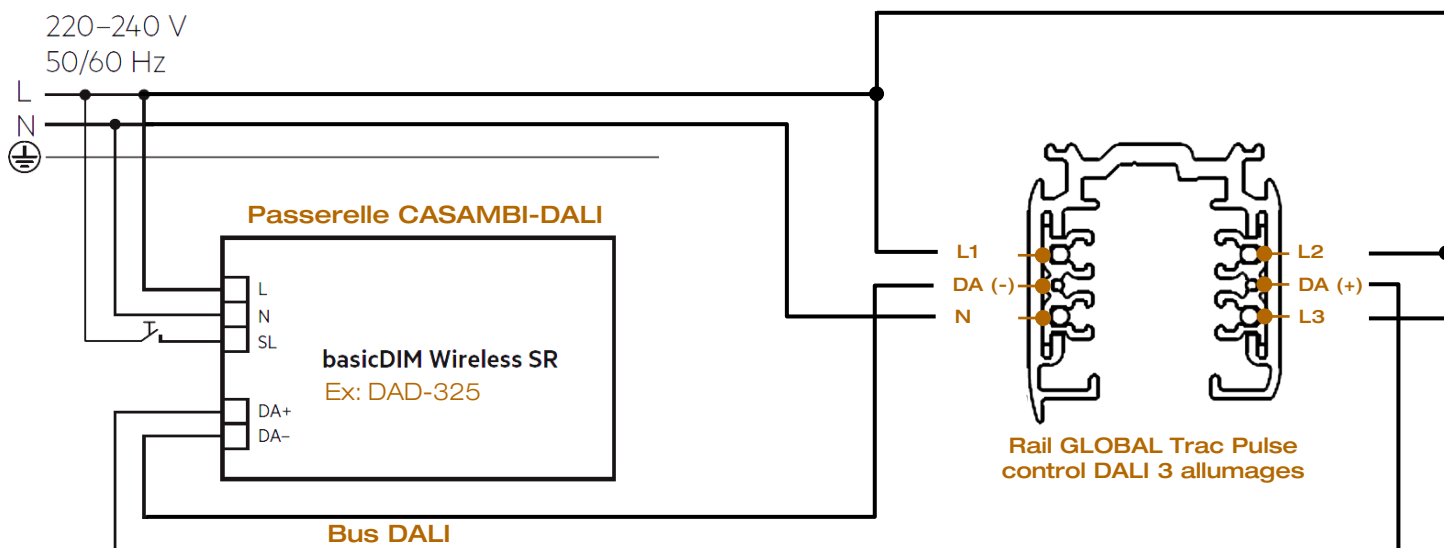 220–240 V
50/60 Hz
L
N
Passerelle CASAMBI-DALI
L
N
SL
basicDIM Wireless SR
Ex: DAD-325
DA+
DA–
Bus DALI
L1
DA (-)
N
L2
DA (+)
L3
Rail GLOBAL Trac Pulse
control DALI 3 allumages